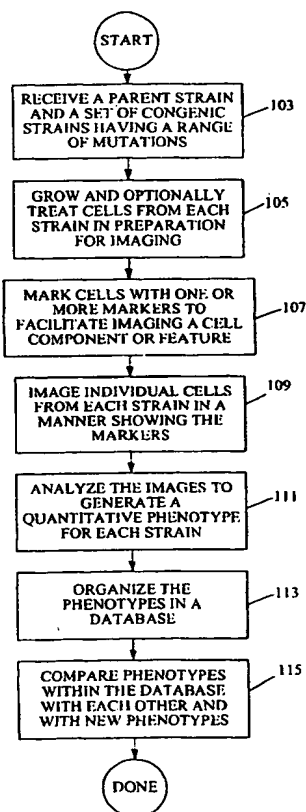 START
RECEIVE A PARENT STRAIN
AND A SET OF CONGENIC
STRAINS HAVING A RANGE
OF MUTATIONS
103
GROW AND OPTIONALLY
TREAT CELLS FROM EACH
STRAIN IN PREPARATION
FOR IMAGING
105
MARK CELLS WITH ONE OR
MORE MARKERS TO
FACILITATE IMAGING A CELL
COMPONENT OR FEATURE
107
IMAGE INDIVIDUAL CELLS
FROM EACH STRAIN IN A
MANNER SHOWING THE
MARKERS
109
ANALYZE THE IMAGES TO
GENERATE A
QUANTITATIVE PHENOTYPE
FOR EACH STRAIN
111
ORGANIZE THE
PHENOTYPES IN A
DATABASE
113
COMPARE PHENOTYPES
WITHIN THE DATABASE
WITH EACH OTHER AND
WITH NEW PHENOTYPES
115
DONE